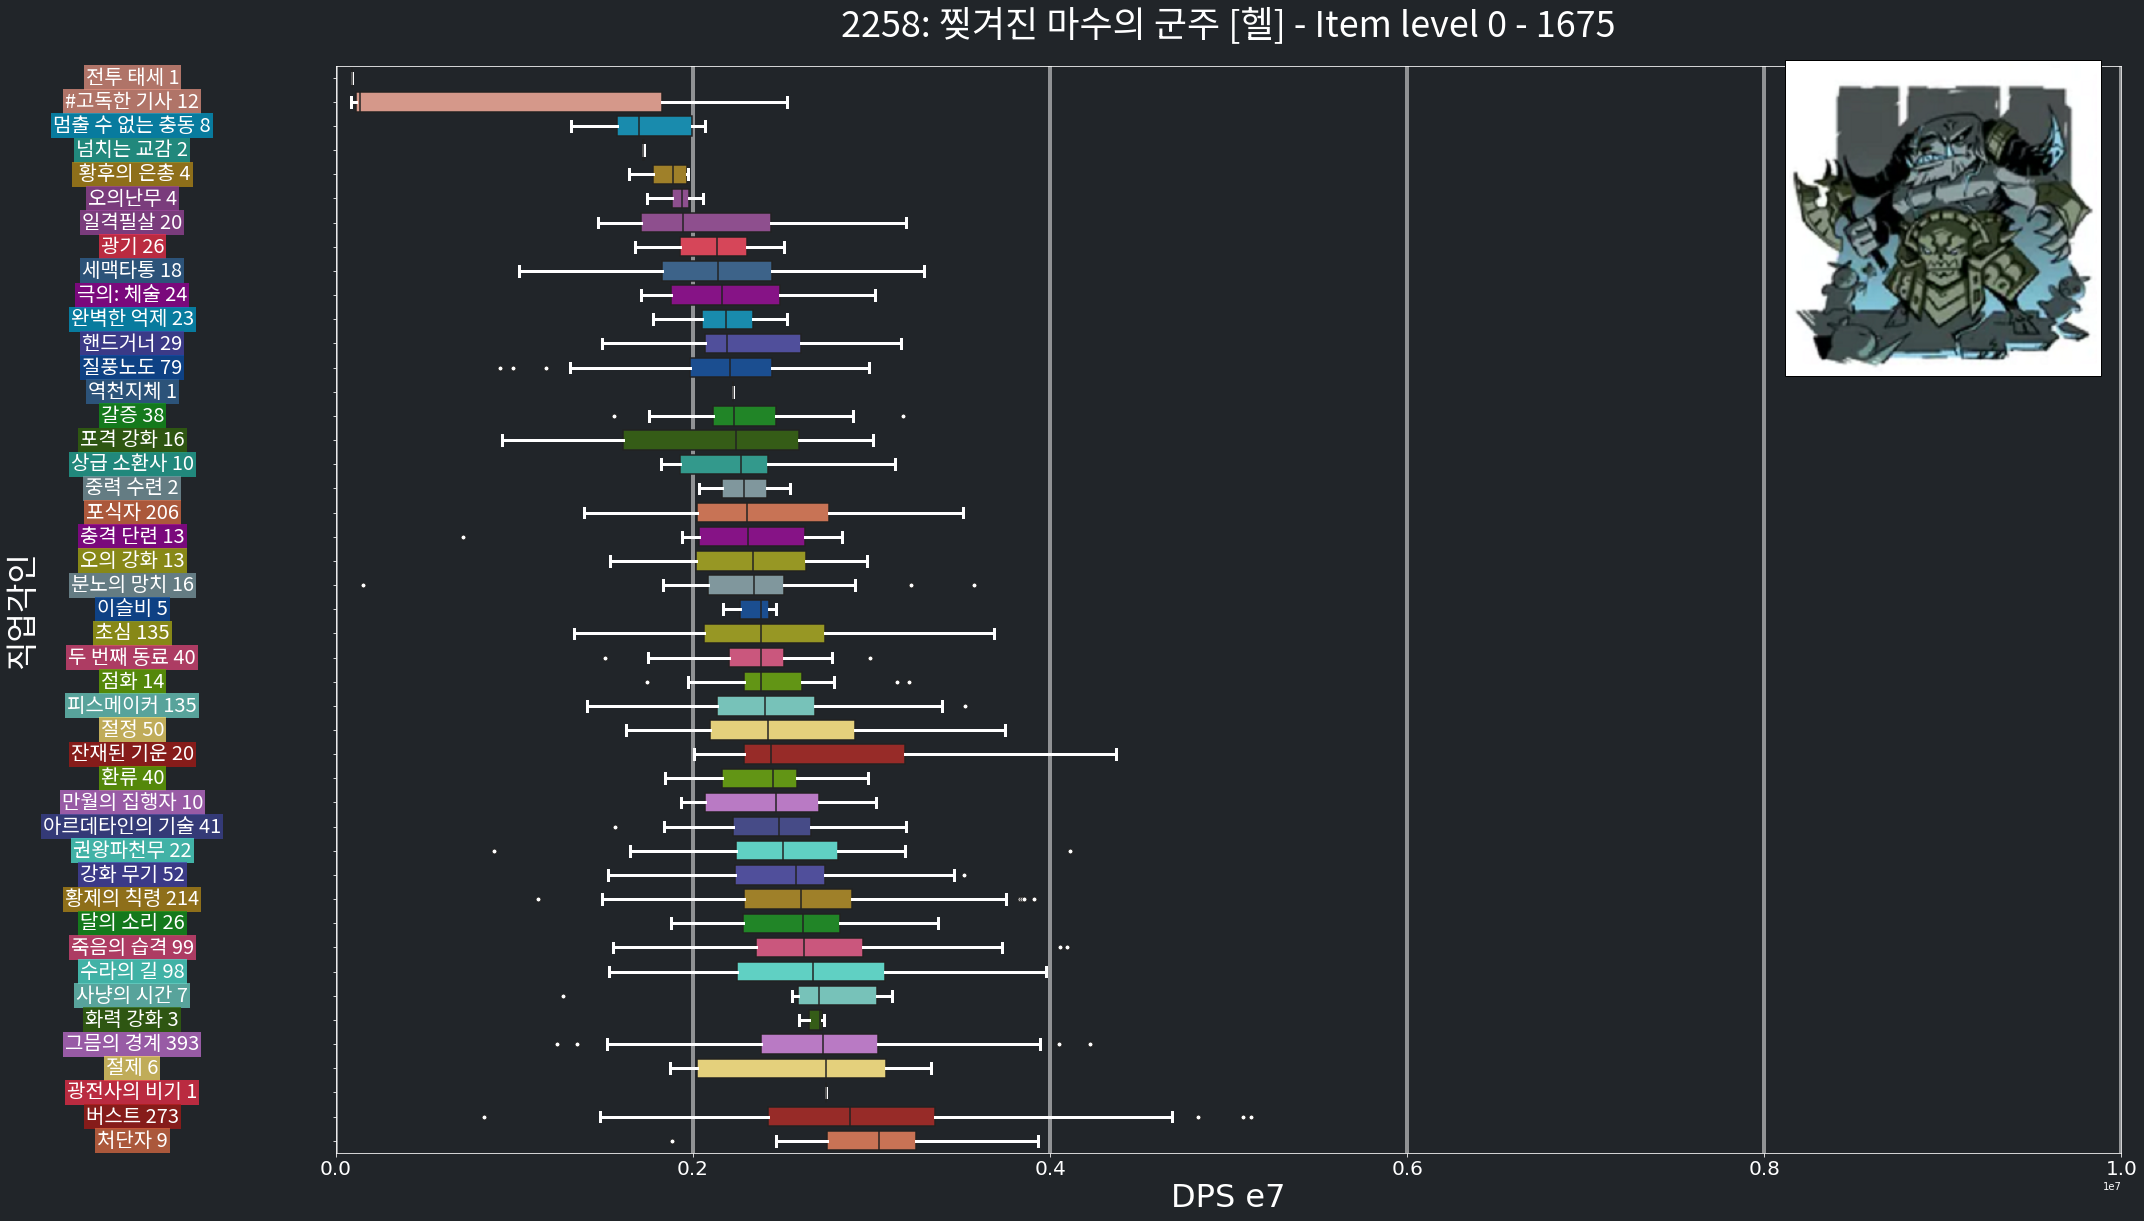 2258: 찢겨진 마수의 군주 [헬] - Item level 0 - 1675
직업각인
전투 태세 1
#고독한 기사 12
멈출 수 없는 충동 8
넘치는 교감 2
황후의 은총 4
오의난무 4
일격필살 20
광기 26
세맥타통 18
극의: 체술 24
완벽한 억제 23
핸드거너 29
질풍노도 79
역천지체 1
갈증 38
포격 강화 16
상급 소환사 10
중력 수련 2
포식자 206
충격 단련 13
오의 강화 13
분노의 망치 16
이슬비 5
초심 135
두 번째 동료 40
점화 14
피스메이커 135
절정 50
잔재된 기운 20
환류 40
만월의 집행자 10
아르데타인의 기술 41
권왕파천무 22
강화 무기 52
황제의 칙령 214
달의 소리 26
죽음의 습격 99
수라의 길 98
사냥의 시간 7
화력 강화 3
그믐의 경계 393
절제 6
광전사의 비기 1
버스트 273
처단자 9
0.0 0.2 0.4 0.6 0.8 1.0
1e7
DPS e7